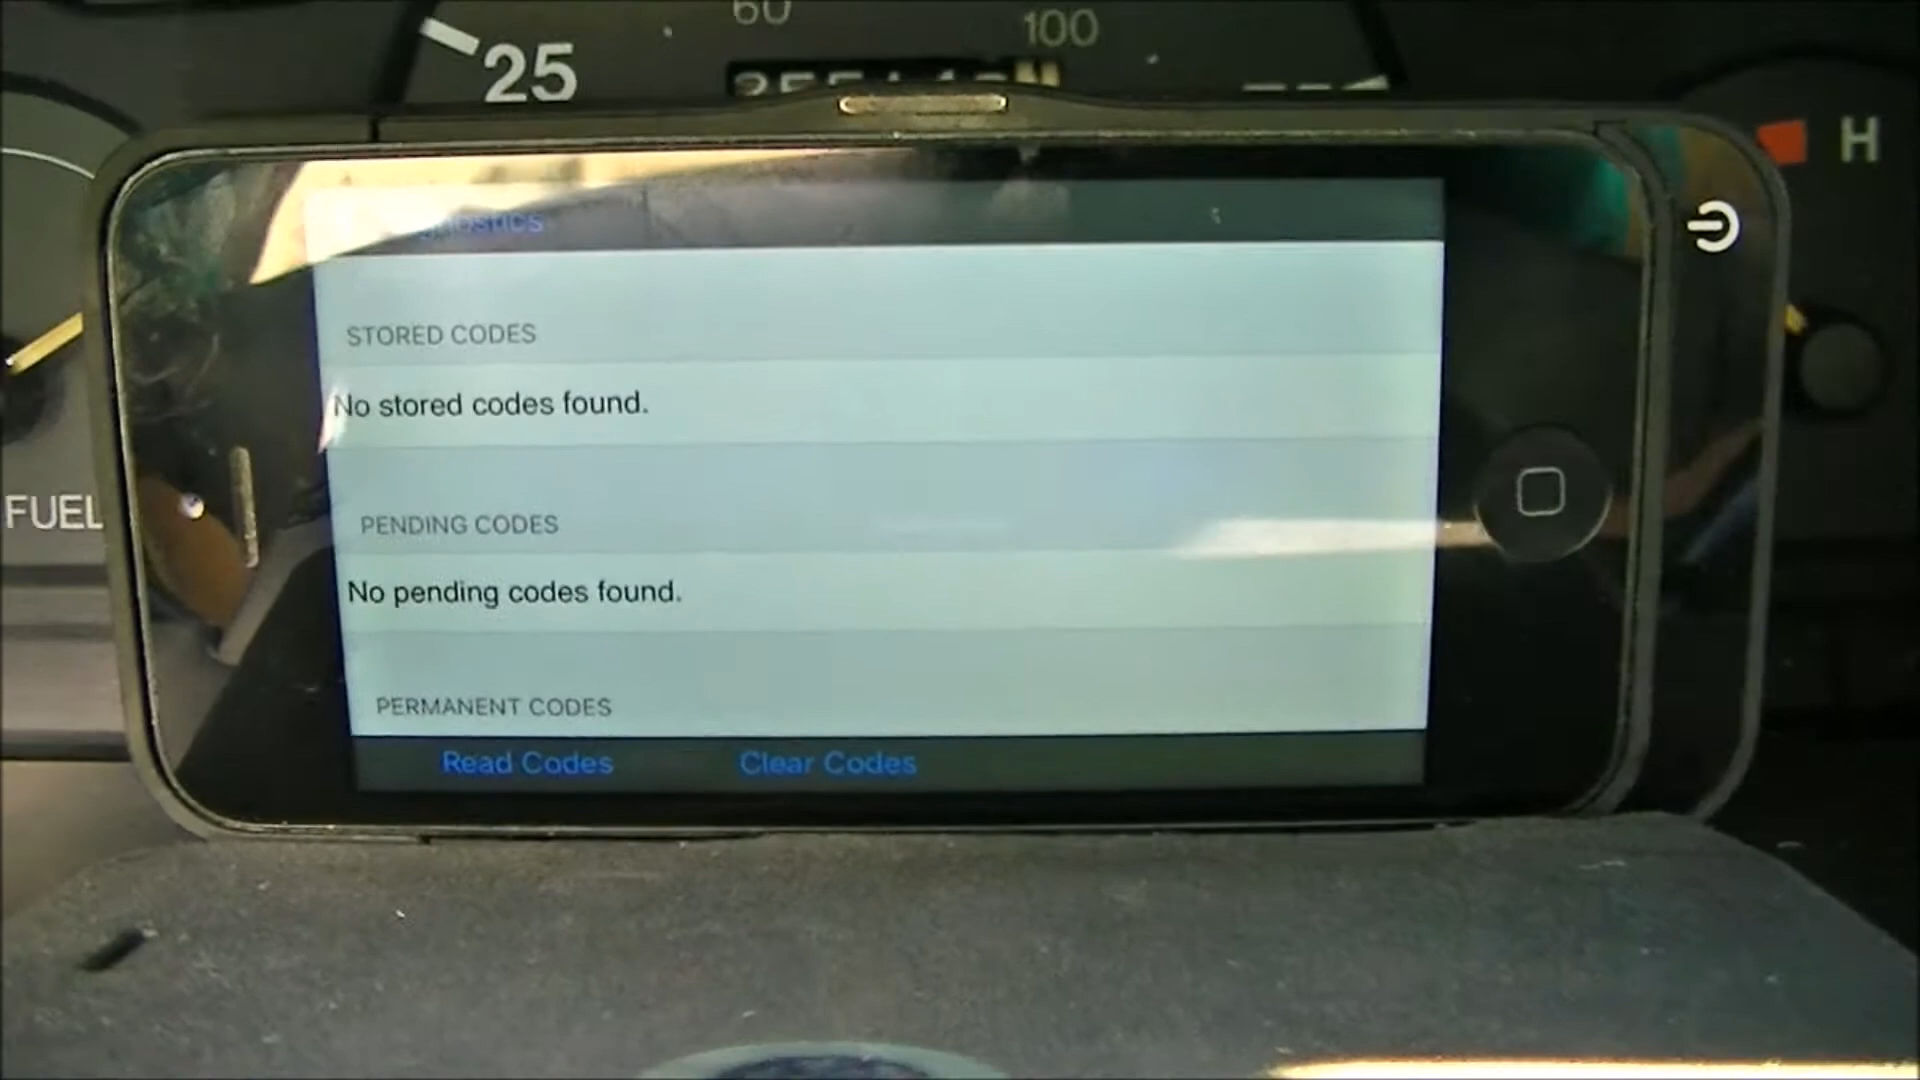 60
100
25
H
STORED CODES
No stored codes found.
FUEL
PENDING CODES
No pending codes found.
PERMANENT CODES
Read Codes
Clear Codes